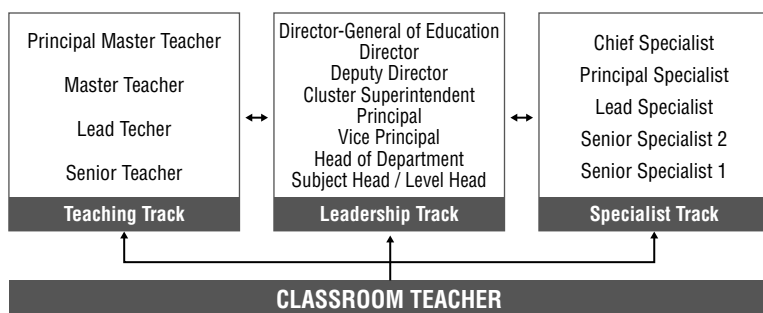 Principal Master Teacher
Master Teacher
Lead Techer
Senior Teacher
Teaching Track
Director-General of Education
Director
Deputy Director
Cluster Superintendent
Principal
Vice Principal
Head of Department
Subject Head / Level Head
Leadership Track
Chief Specialist
Principal Specialist
Lead Specialist
Senior Specialist 2
Senior Specialist 1
Specialist Track
CLASSROOM TEACHER